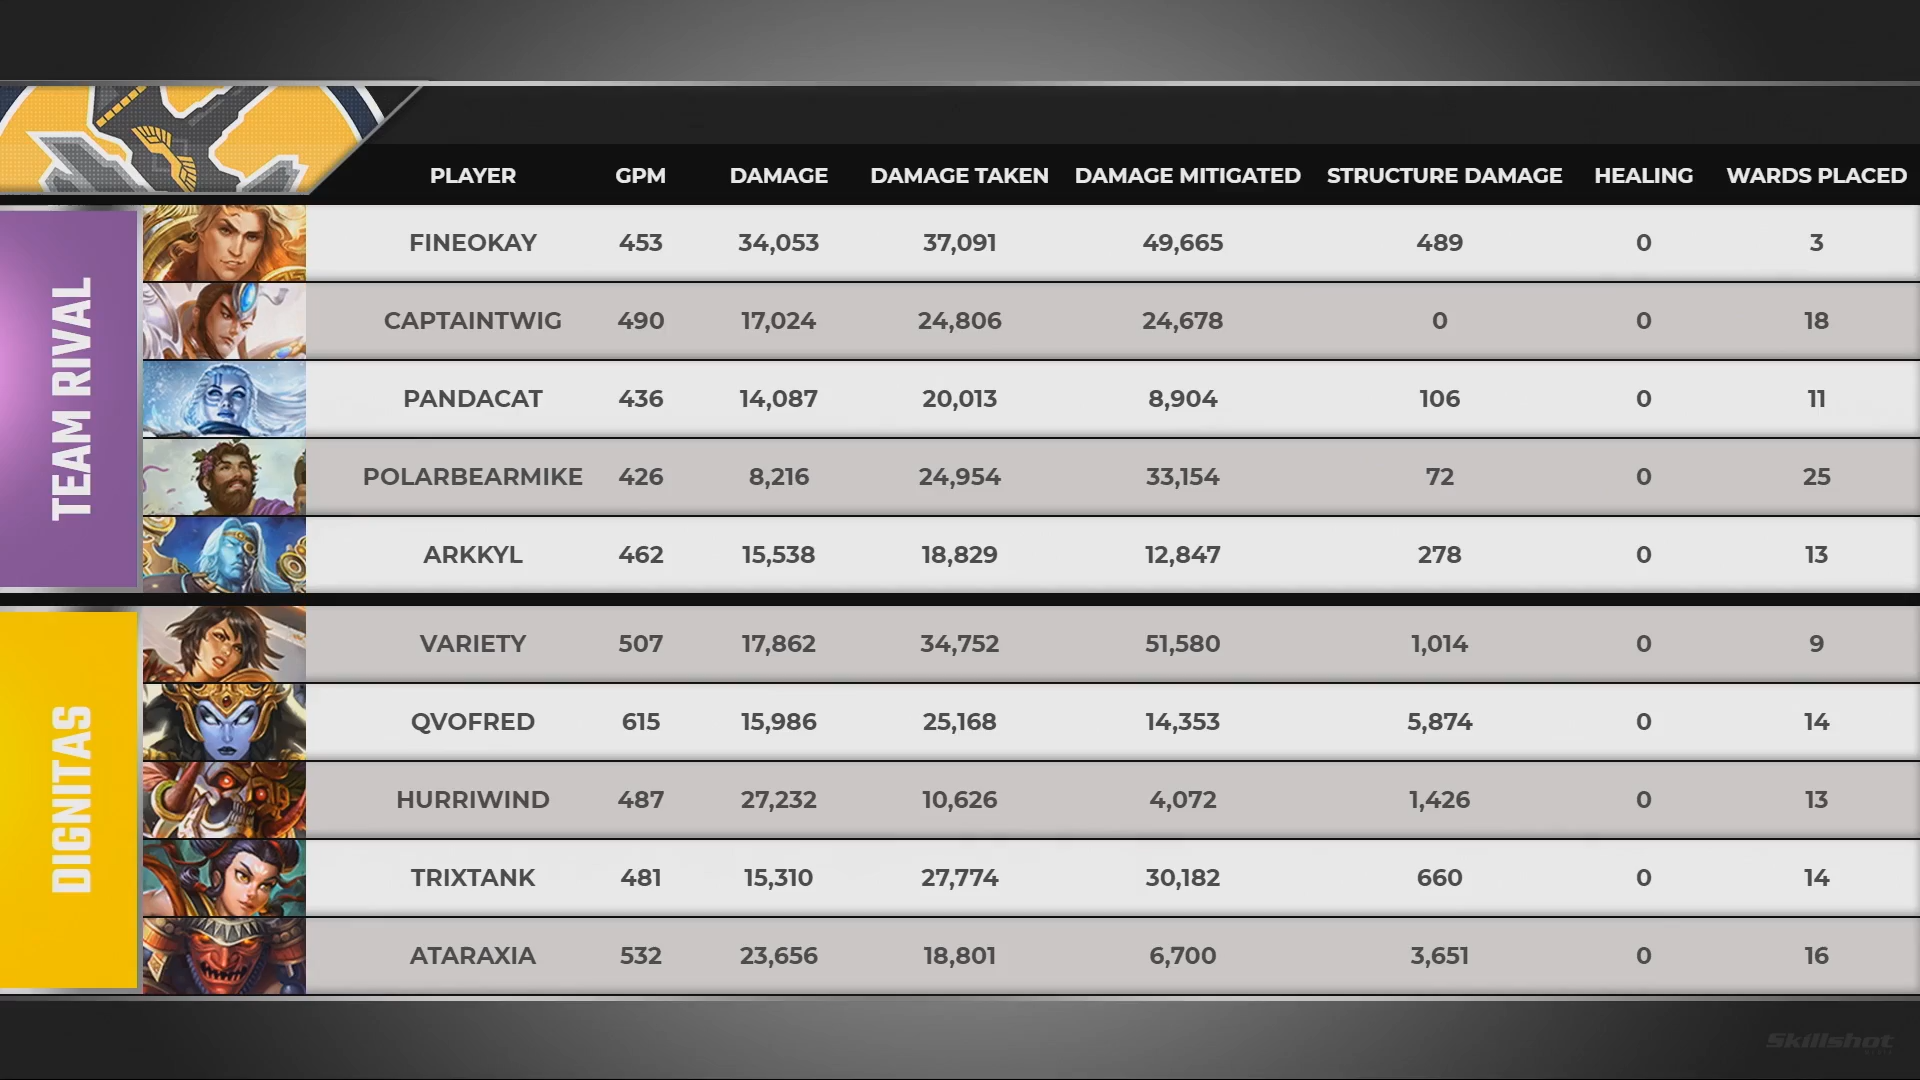 PLAYER GPM DAMAGE DAMAGE TAKEN DAMAGE MITIGATED STRUCTURE DAMAGE HEALING WARDS PLACED
TEAM RIVAL
FINEOKAY 453 34,053 37,091 49,665 489 0 3
CAPTAINTWIG 490 17,024 24,806 24,678 0 0 18
PANDACAT 436 14,087 20,013 8,904 106 0 11
POLARBEARMIKE 426 8,216 24,954 33,154 72 0 25
ARKKYL 462 15,538 18,829 12,847 278 0 13
DIGNITAS
VARIETY 507 17,862 34,752 51,580 1,014 0 9
QVOFRED 615 15,986 25,168 14,353 5,874 0 14
HURRIWIND 487 27,232 10,626 4,072 1,426 0 13
TRIXTANK 481 15,310 27,774 30,182 660 0 14
ATARAXIA 532 23,656 18,801 6,700 3,651 0 16
Skillshot